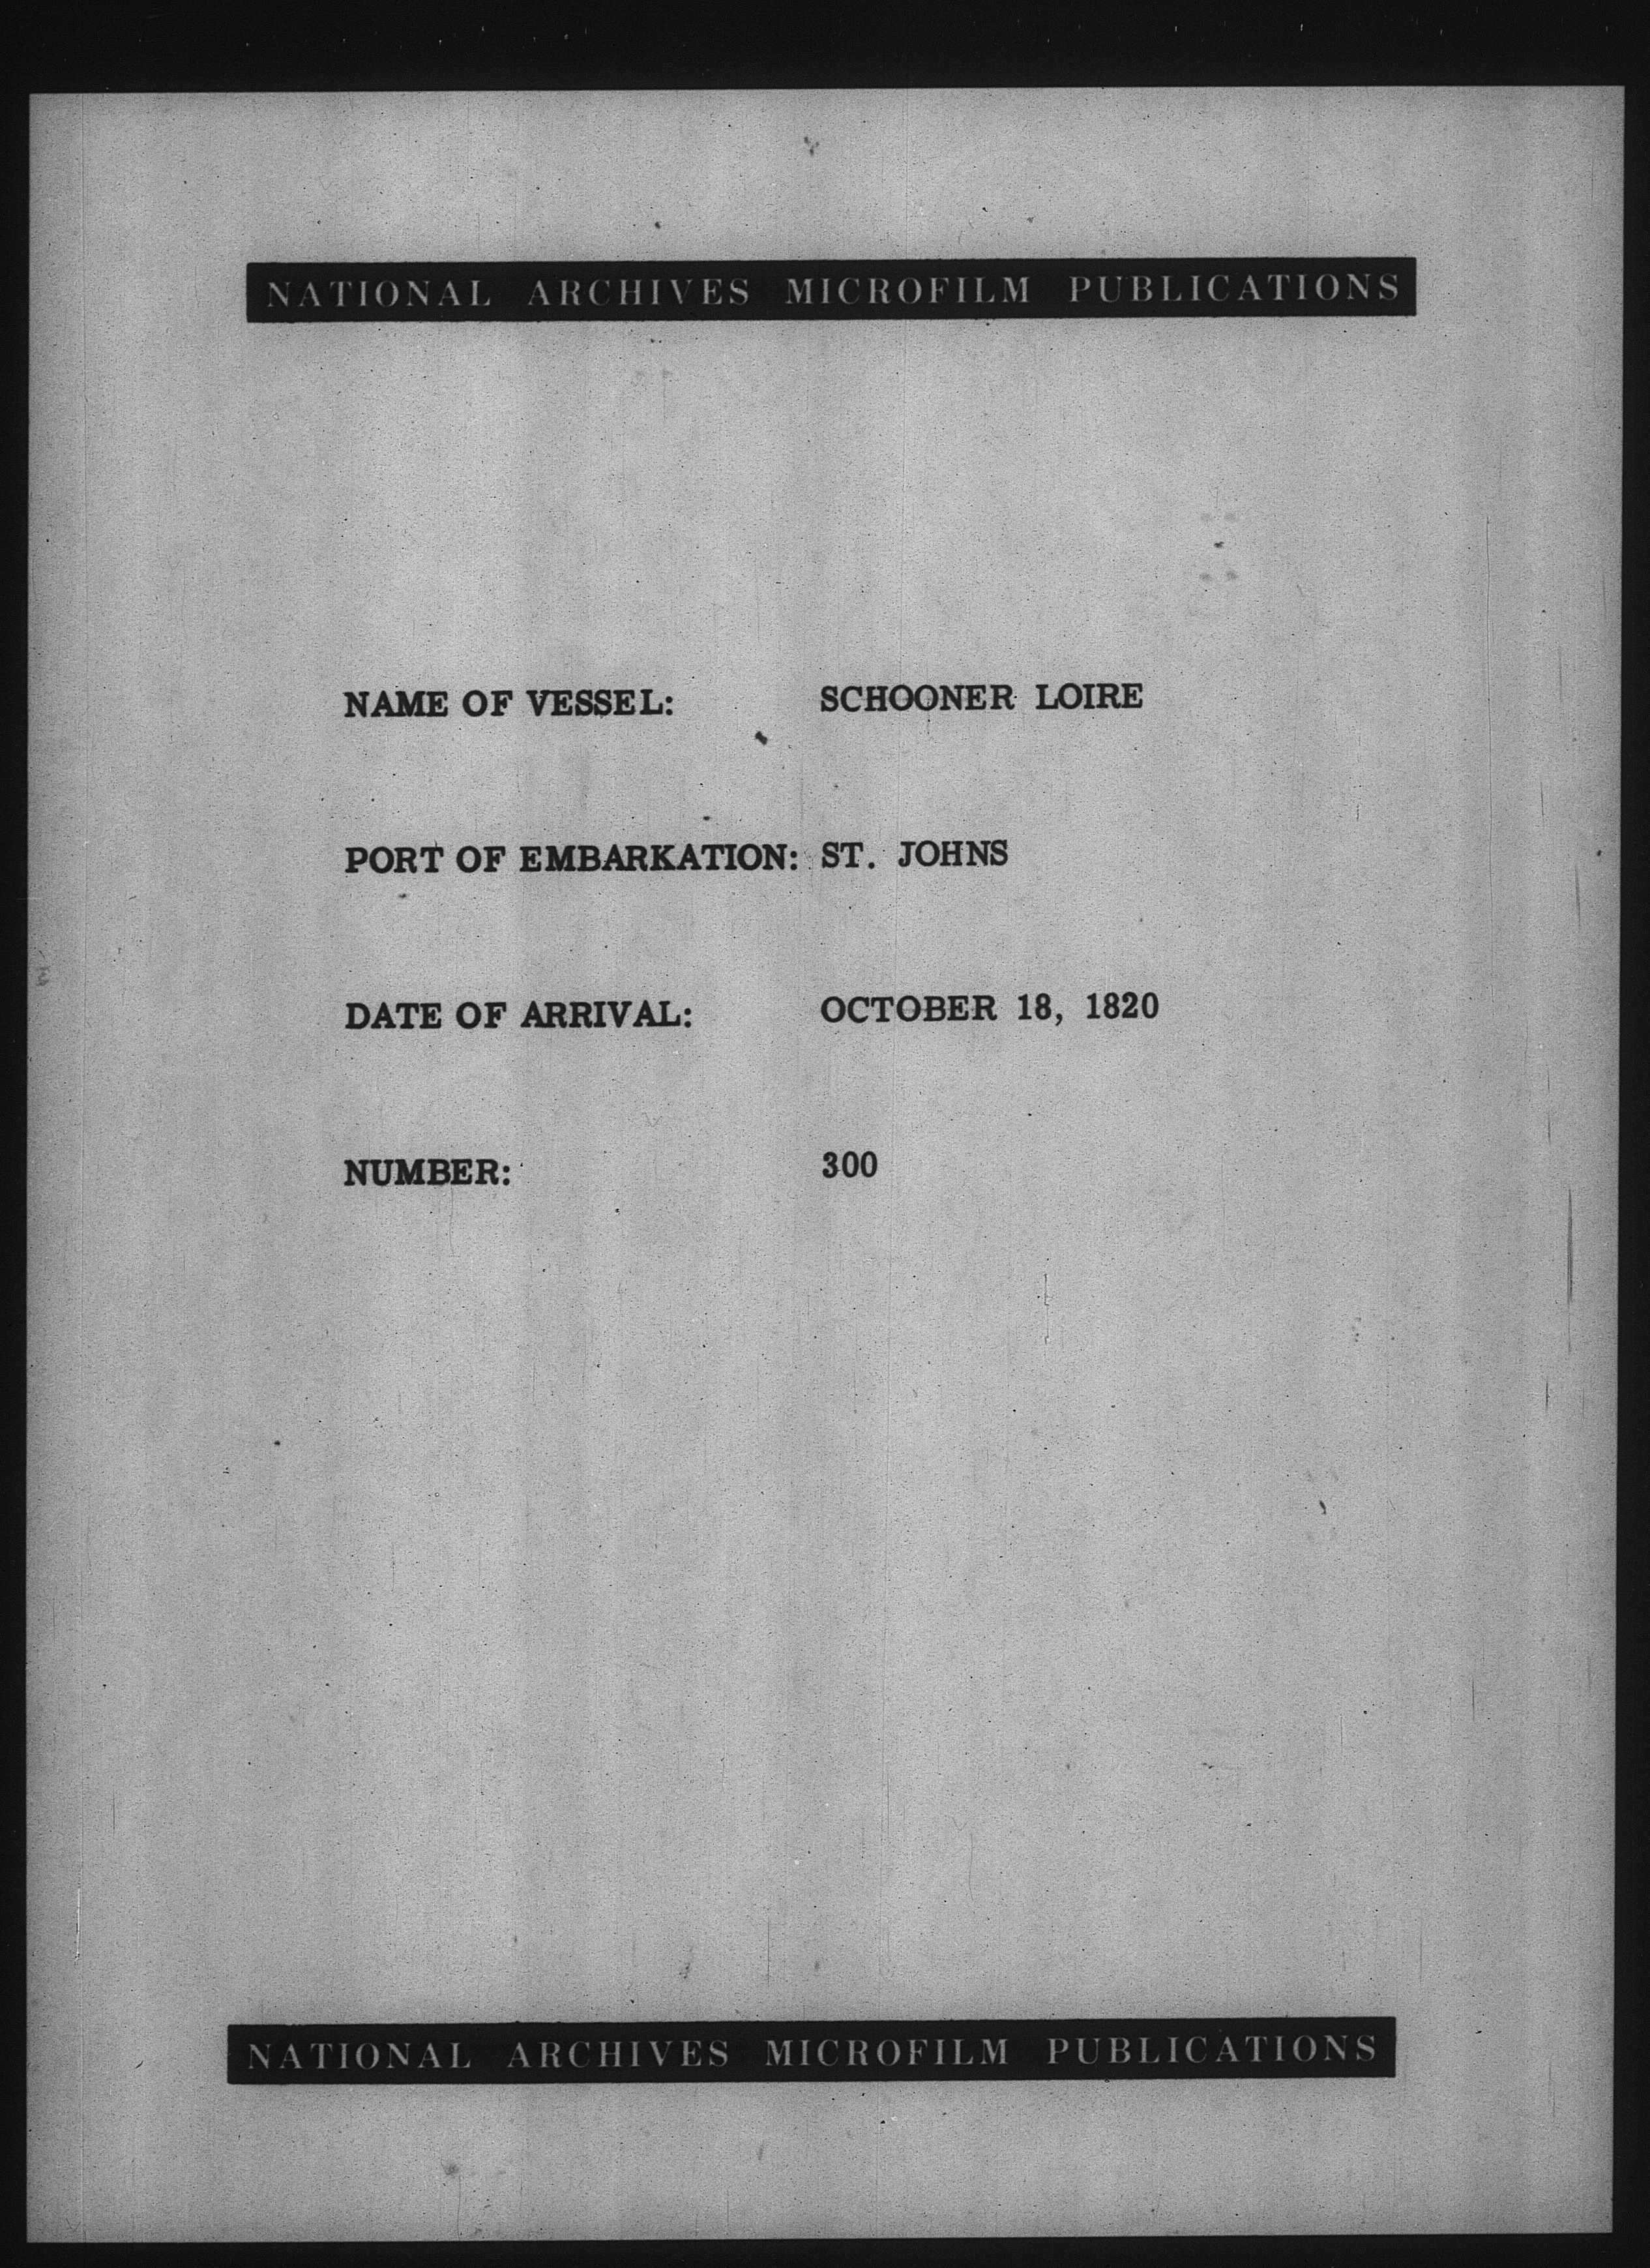 NATIONAL ARCHIVES MICROFILM PUBLICATIONS
NAME OF VESSEL: SCHOONER LOIRE
PORT OF EMBARKATION: ST. JOHNS
DATE OF ARRIVAL: OCTOBER 18, 1820
NUMBER: 300
NATIONAL ARCHIVES MICROFILM PUBLICATIONS